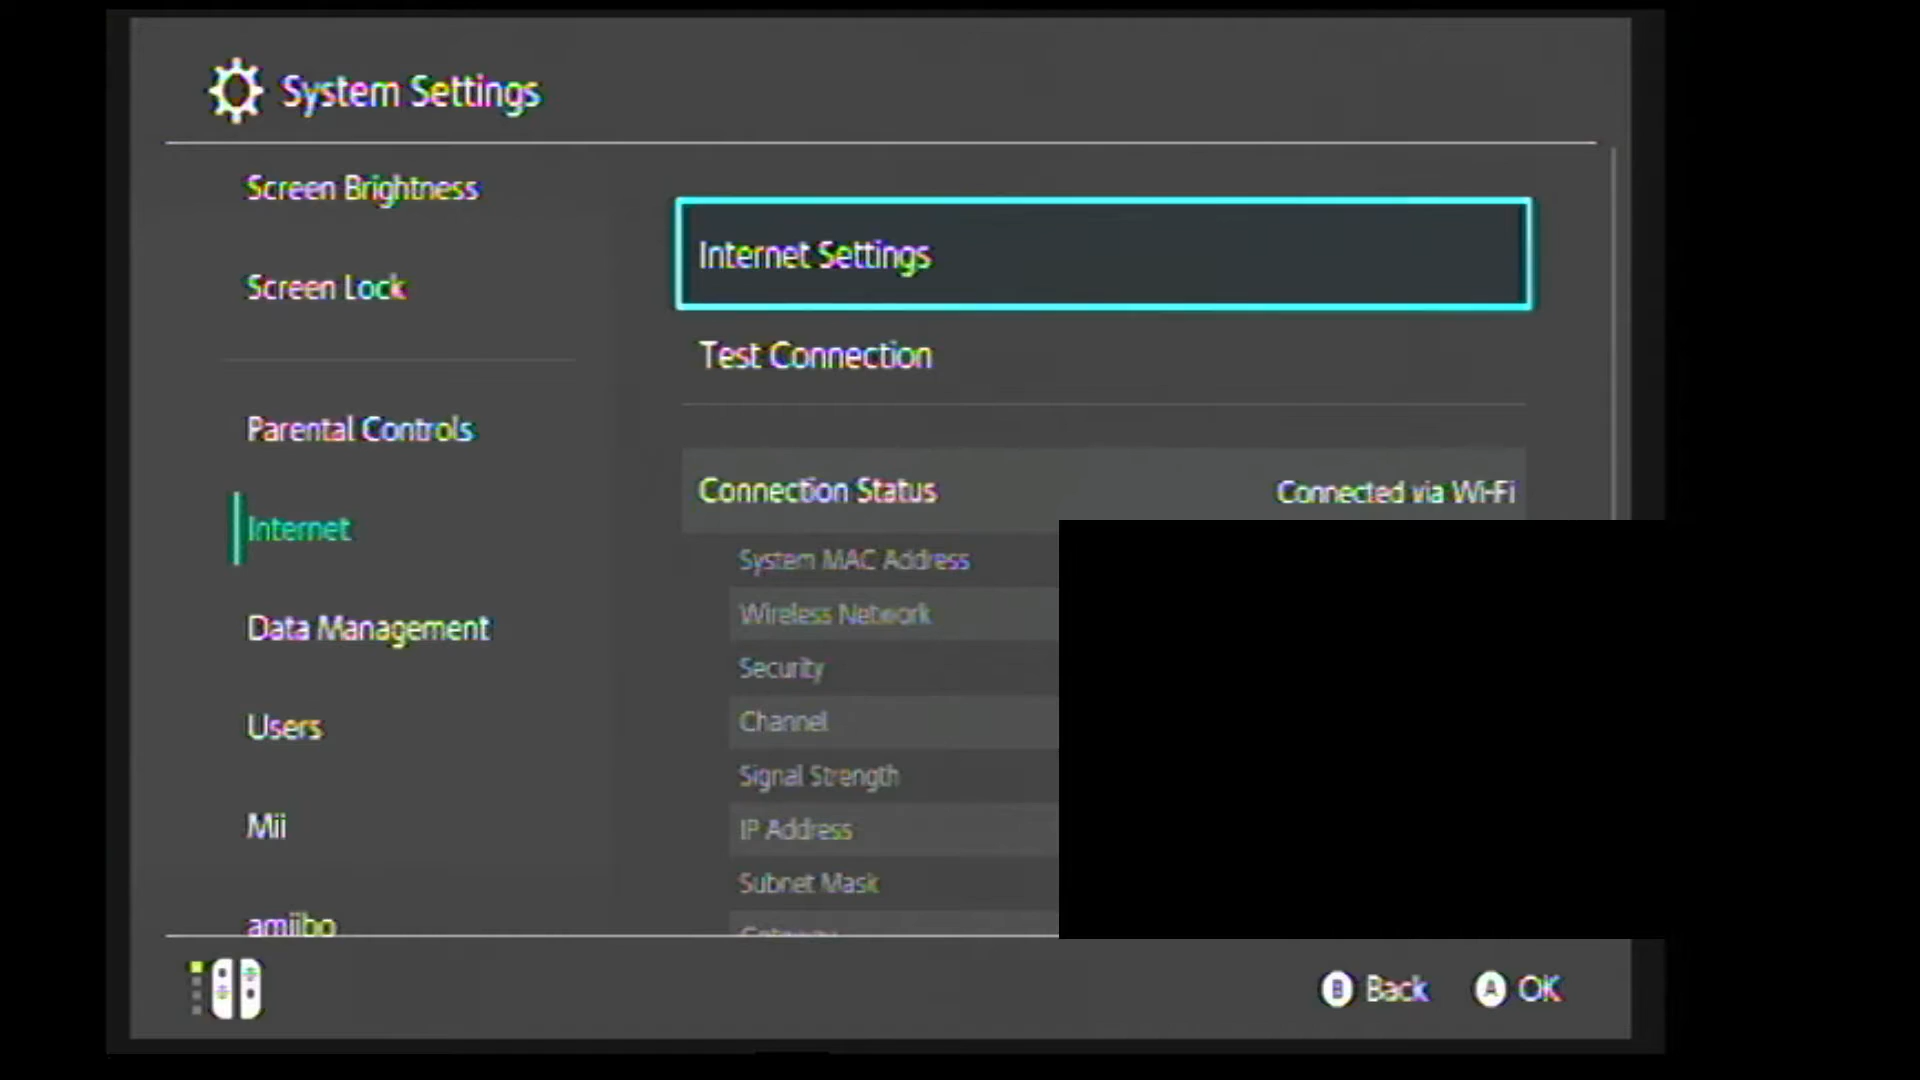 System Settings
Screen Brightness
Screen Lock
Parental Controls
Internet
Data Management
Users
Mii
amiibo
Internet Settings
Test Connection
Connection Status Connected via Wi-Fi
System MAC Address
Wireless Network
Security
Channel
Signal Strength
IP Address
Subnet Mask
Gateway
B Back A OK